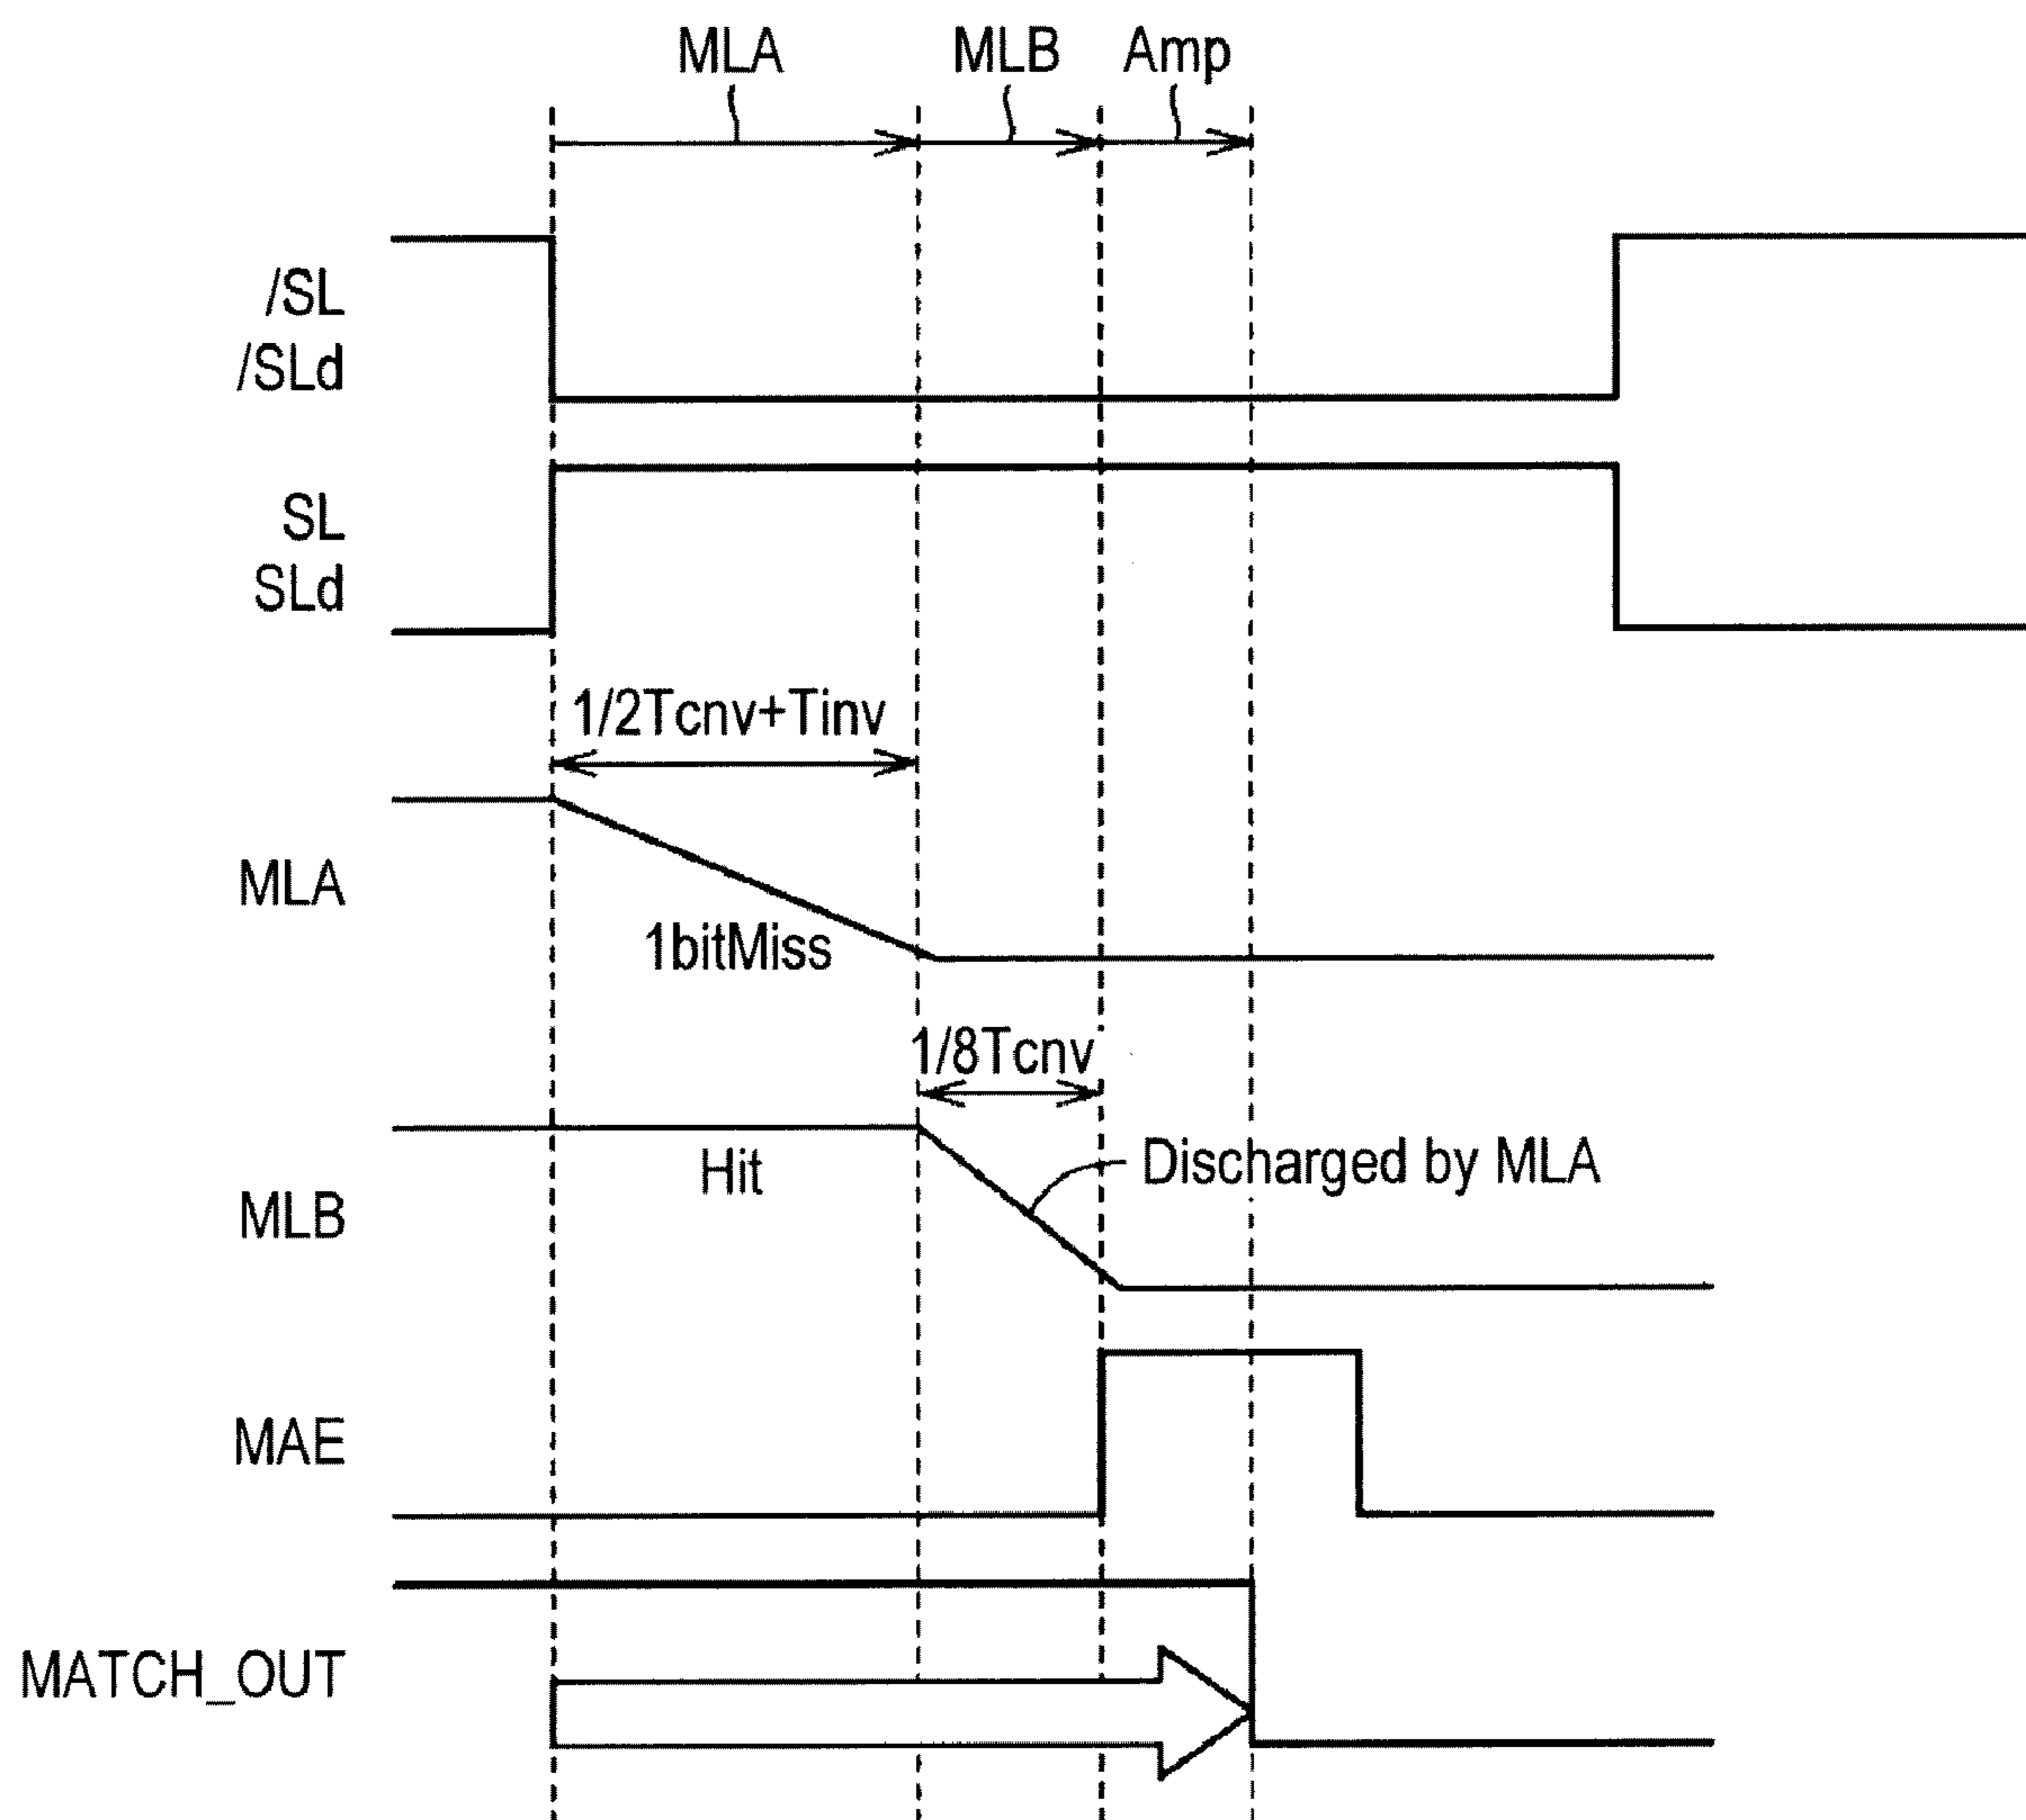 MLA
MLB
Amp
/SL
/SLd
SL
SLd
1/2Tcnv+Tinv
MLA
1bitMiss
1/8Tcnv
MLB
Hit
Discharged by MLA
MAE
MATCH_OUT